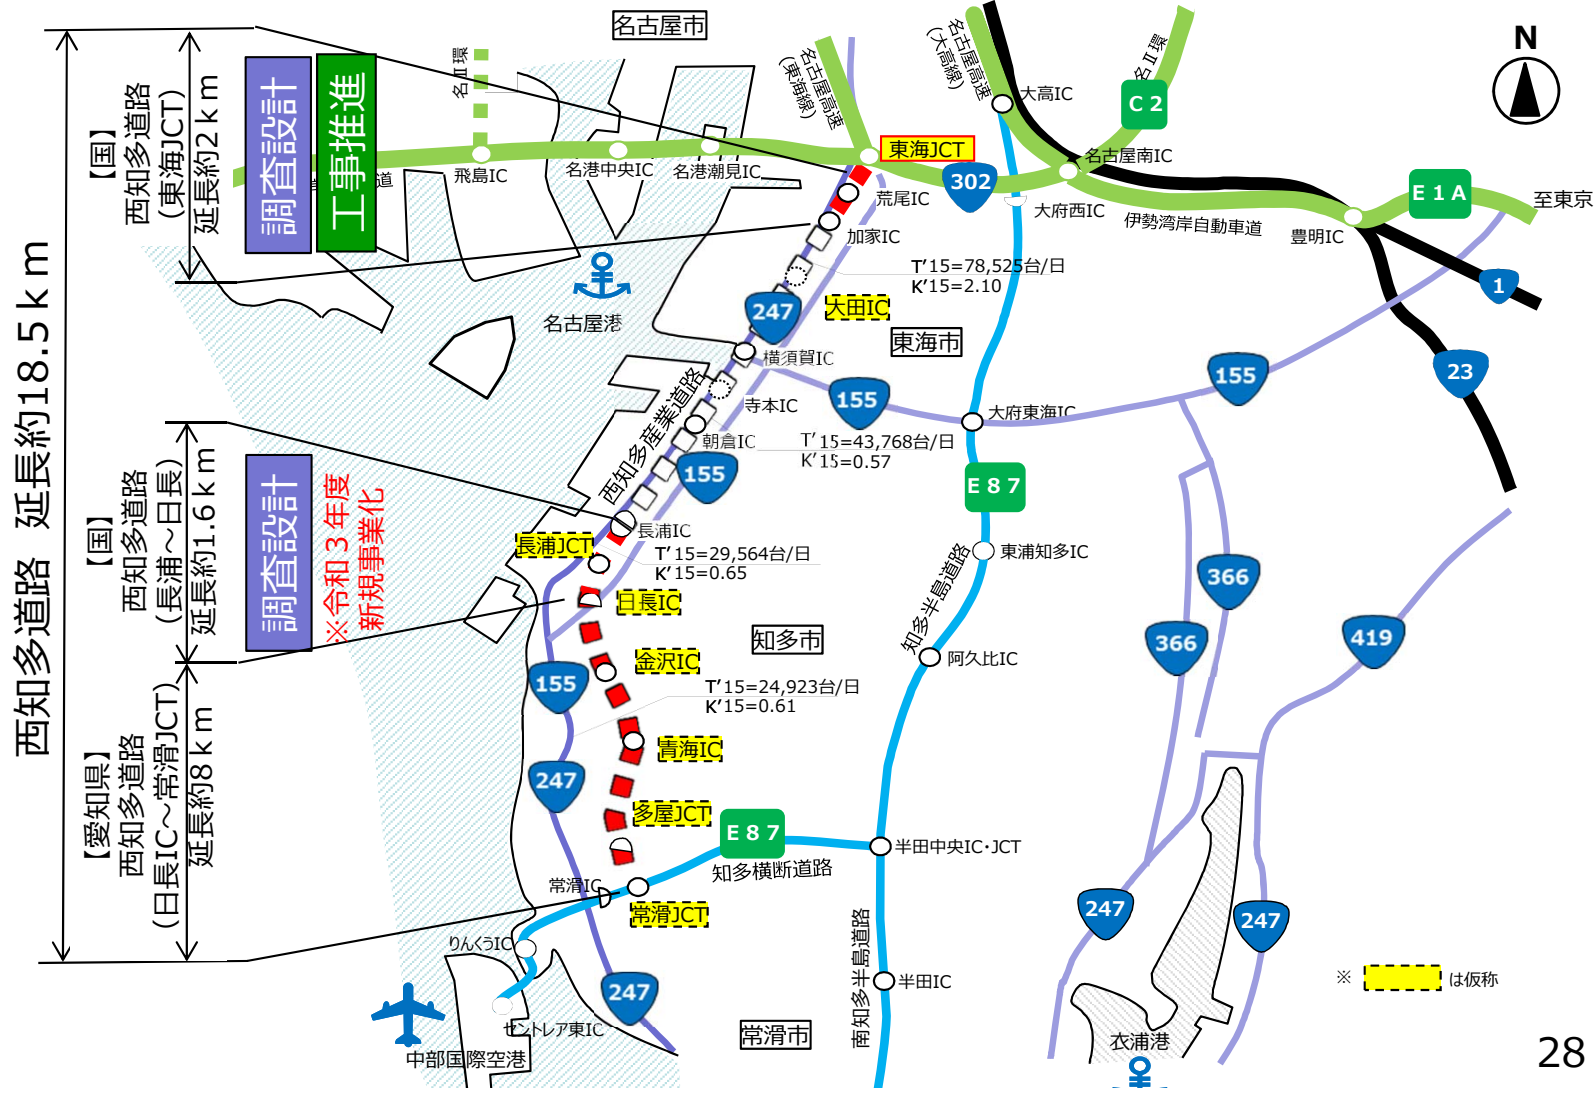 西知多道路 延長約18.5ｋｍ
【国】
西知多道路
(東海JCT)
延長約2ｋｍ
調査設計
工事推進
【国】
西知多道路
(長浦～日長)
延長約1.6ｋｍ
調査設計
※令和３年度
新規事業化
【愛知県】
西知多道路
(日長IC～常滑JCT)
延長約8ｋｍ
名古屋市
名Ⅱ環
名古屋高速
(東海線)
名古屋高速
(大高線)
名Ⅱ環
C 2
N
大高IC
名古屋南IC
東海JCT
飛島IC
名港中央IC
名港潮見IC
道
302
荒尾IC
大府西IC
伊勢湾岸自動車道
豊明IC
E 1 A
至東京
加家IC
T'15=78,525台/日
K'15=2.10
1
名古屋港
247
大田IC
東海市
横須賀IC
155
155
23
西知多産業道路
寺本IC
大府東海IC
朝倉IC
T'15=43,768台/日
K'15=0.57
155
E 8 7
長浦IC
長浦JCT
T'15=29,564台/日
K'15=0.65
東浦知多IC
知多半島道路
366
日長IC
知多市
366
419
金沢IC
阿久比IC
155
T'15=24,923台/日
K'15=0.61
青海IC
247
多屋JCT
E 8 7
半田中央IC・JCT
知多横断道路
常滑IC
常滑JCT
247
247
りんくうIC
南知多半島道路
半田IC
247
※
は仮称
セントレア東IC
中部国際空港
常滑市
衣浦港
28